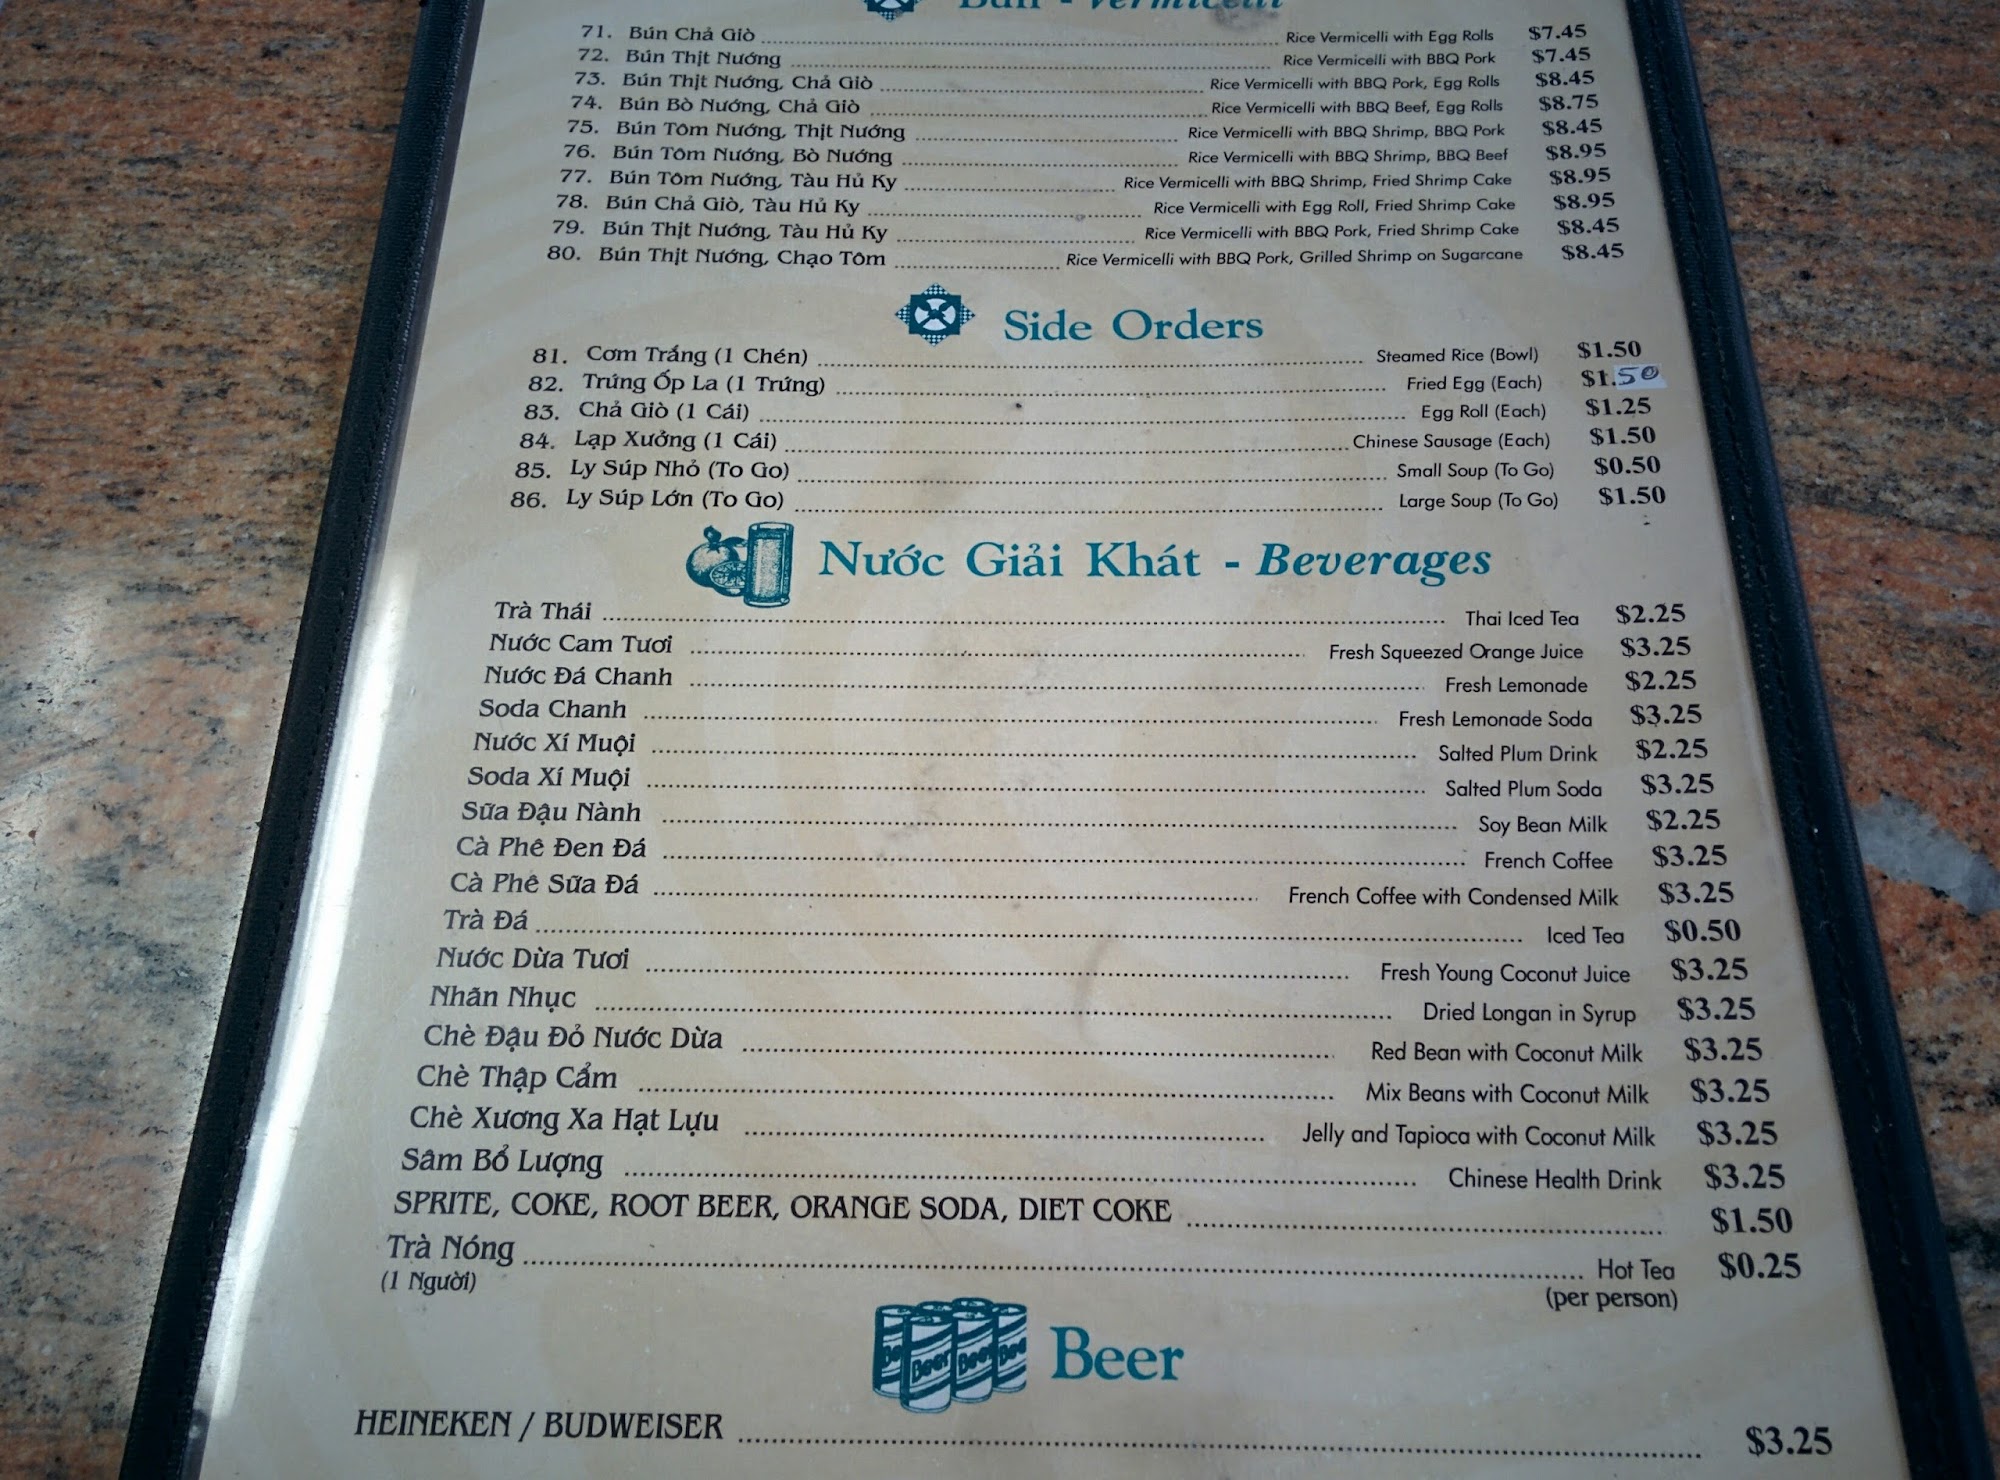 Bún - Vermicelli
71. Bún Chả Giò Rice Vermicelli with Egg Rolls $7.45
72. Bún Thịt Nướng Rice Vermicelli with BBQ Pork $7.45
73. Bún Thịt Nướng, Chả Giò Rice Vermicelli with BBQ Pork, Egg Rolls $8.45
74. Bún Bò Nướng, Chả Giò Rice Vermicelli with BBQ Beef, Egg Rolls $8.75
75. Bún Tôm Nướng, Thịt Nướng Rice Vermicelli with BBQ Shrimp, BBQ Pork $8.45
76. Bún Tôm Nướng, Bò Nướng Rice Vermicelli with BBQ Shrimp, BBQ Beef $8.95
77. Bún Tôm Nướng, Tàu Hủ Ky Rice Vermicelli with BBQ Shrimp, Fried Shrimp Cake $8.95
78. Bún Chả Giò, Tàu Hủ Ky Rice Vermicelli with Egg Roll, Fried Shrimp Cake $8.95
79. Bún Thịt Nướng, Tàu Hủ Ky Rice Vermicelli with BBQ Pork, Fried Shrimp Cake $8.45
80. Bún Thịt Nướng, Chạo Tôm Rice Vermicelli with BBQ Pork, Grilled Shrimp on Sugarcane $8.45
Side Orders
81. Cơm Trắng (1 Chén) Steamed Rice (Bowl) $1.50
82. Trứng Ốp La (1 Trứng) Fried Egg (Each) $1.50
83. Chả Giò (1 Cái) Egg Roll (Each) $1.25
84. Lạp Xưởng (1 Cái) Chinese Sausage (Each) $1.50
85. Ly Súp Nhỏ (To Go) Small Soup (To Go) $0.50
86. Ly Súp Lớn (To Go) Large Soup (To Go) $1.50
Nước Giải Khát - Beverages
Trà Thái Thai Iced Tea $2.25
Nước Cam Tươi Fresh Squeezed Orange Juice $3.25
Nước Đá Chanh Fresh Lemonade $2.25
Soda Chanh Fresh Lemonade Soda $3.25
Nước Xí Muội Salted Plum Drink $2.25
Soda Xí Muội Salted Plum Soda $3.25
Sữa Đậu Nành Soy Bean Milk $2.25
Cà Phê Đen Đá French Coffee $3.25
Cà Phê Sữa Đá French Coffee with Condensed Milk $3.25
Trà Đá Iced Tea $0.50
Nước Dừa Tươi Fresh Young Coconut Juice $3.25
Nhãn Nhục Dried Longan in Syrup $3.25
Chè Đậu Đỏ Nước Dừa Red Bean with Coconut Milk $3.25
Chè Thập Cẩm Mix Beans with Coconut Milk $3.25
Chè Xương Xa Hạt Lựu Jelly and Tapioca with Coconut Milk $3.25
Sâm Bổ Lượng Chinese Health Drink $3.25
SPRITE, COKE, ROOT BEER, ORANGE SODA, DIET COKE $1.50
Trà Nóng Hot Tea $0.25
(1 Người) (per person)
Beer
HEINEKEN / BUDWEISER $3.25